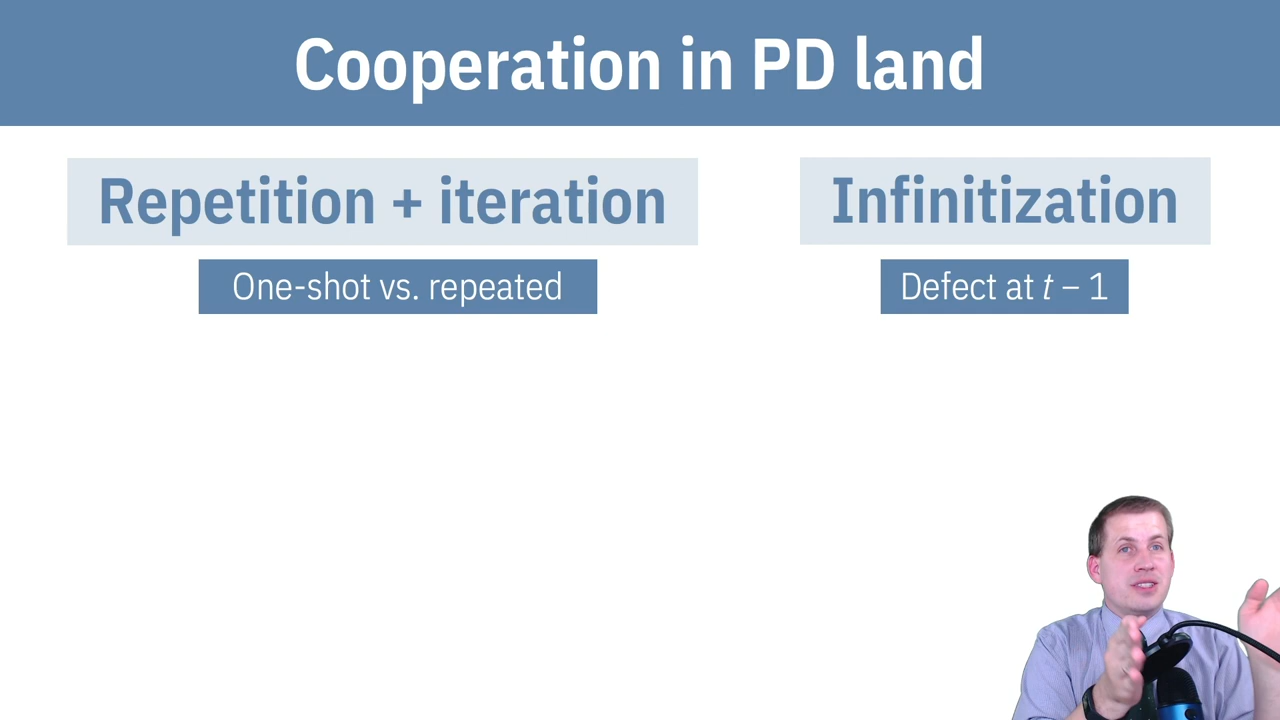 Cooperation in PD land
Repetition + iteration
Infinitization
One-shot vs. repeated
Defect at t – 1